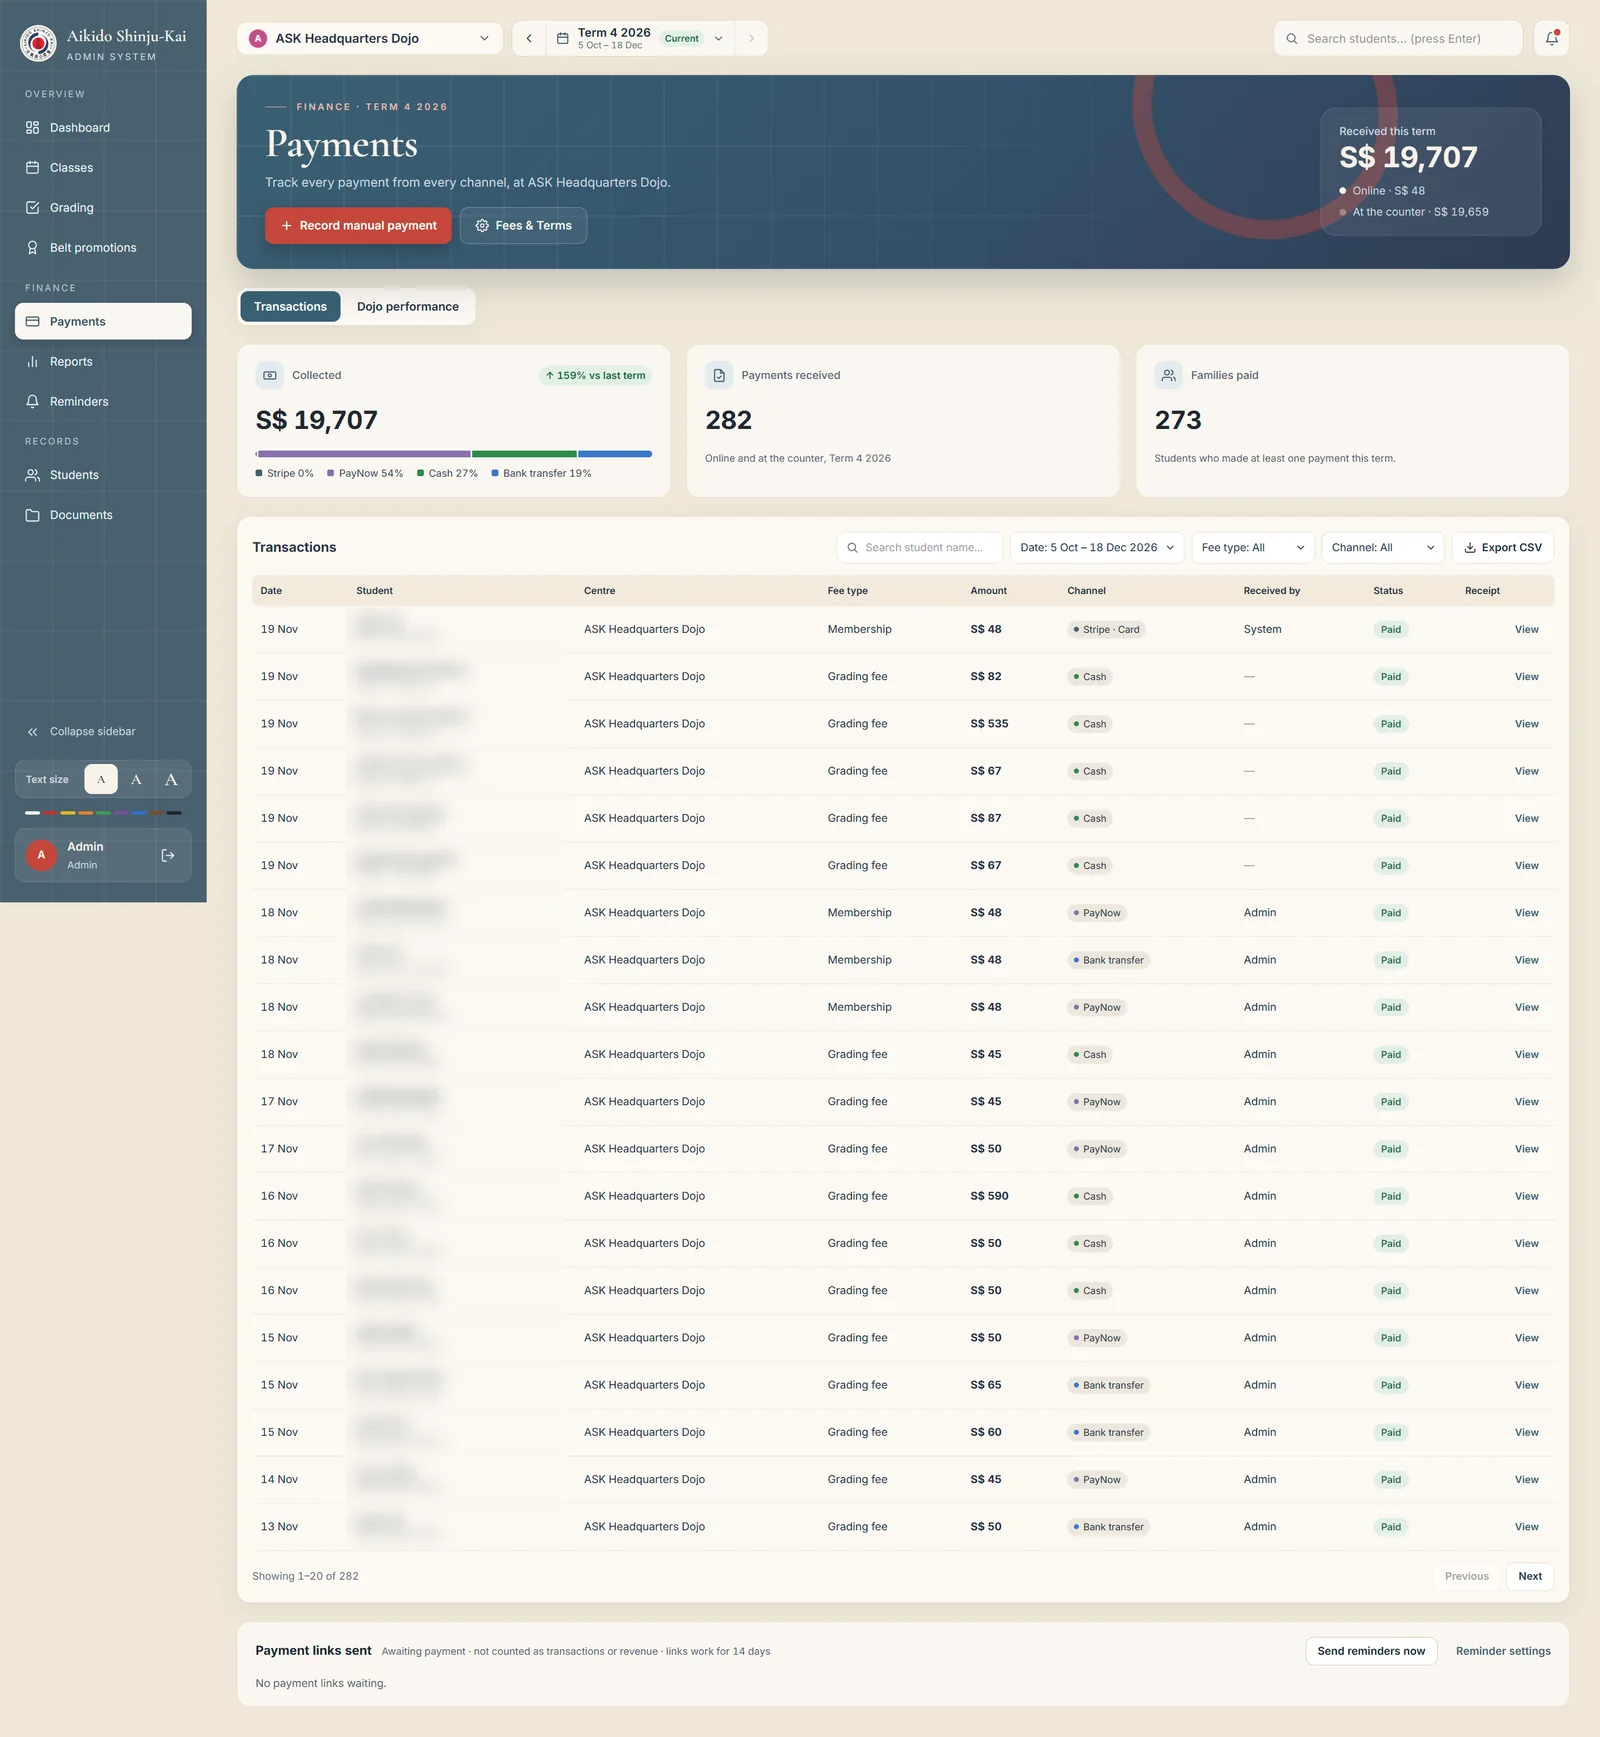 Aikido Shinju-Kai
ADMIN SYSTEM
OVERVIEW
Dashboard
Classes
Grading
Belt promotions
FINANCE
Payments
Reports
Reminders
RECORDS
Students
Documents
Collapse sidebar
Text size A A A
A Admin
Admin
A ASK Headquarters Dojo
Term 4 2026
5 Oct – 18 Dec
Current
Search students... (press Enter)
FINANCE · TERM 4 2026
Payments
Track every payment from every channel, at ASK Headquarters Dojo.
+ Record manual payment
Fees & Terms
Received this term
S$ 19,707
Online · S$ 48
At the counter · S$ 19,659
Transactions Dojo performance
Collected ↑ 159% vs last term
S$ 19,707
Stripe 0% PayNow 54% Cash 27% Bank transfer 19%
Payments received
282
Online and at the counter, Term 4 2026
Families paid
273
Students who made at least one payment this term.
Transactions Search student name... Date: 5 Oct – 18 Dec 2026 Fee type: All Channel: All Export CSV
Date Student Centre Fee type Amount Channel Received by Status Receipt
19 Nov ASK Headquarters Dojo Membership S$ 48 Stripe · Card System Paid View
19 Nov ASK Headquarters Dojo Grading fee S$ 82 Cash — Paid View
19 Nov ASK Headquarters Dojo Grading fee S$ 535 Cash — Paid View
19 Nov ASK Headquarters Dojo Grading fee S$ 67 Cash — Paid View
19 Nov ASK Headquarters Dojo Grading fee S$ 87 Cash — Paid View
19 Nov ASK Headquarters Dojo Grading fee S$ 67 Cash — Paid View
18 Nov ASK Headquarters Dojo Membership S$ 48 PayNow Admin Paid View
18 Nov ASK Headquarters Dojo Membership S$ 48 Bank transfer Admin Paid View
18 Nov ASK Headquarters Dojo Membership S$ 48 PayNow Admin Paid View
18 Nov ASK Headquarters Dojo Grading fee S$ 45 Cash Admin Paid View
17 Nov ASK Headquarters Dojo Grading fee S$ 45 PayNow Admin Paid View
17 Nov ASK Headquarters Dojo Grading fee S$ 50 PayNow Admin Paid View
16 Nov ASK Headquarters Dojo Grading fee S$ 590 Cash Admin Paid View
16 Nov ASK Headquarters Dojo Grading fee S$ 50 Cash Admin Paid View
16 Nov ASK Headquarters Dojo Grading fee S$ 50 Cash Admin Paid View
15 Nov ASK Headquarters Dojo Grading fee S$ 50 PayNow Admin Paid View
15 Nov ASK Headquarters Dojo Grading fee S$ 65 Bank transfer Admin Paid View
15 Nov ASK Headquarters Dojo Grading fee S$ 60 Bank transfer Admin Paid View
14 Nov ASK Headquarters Dojo Grading fee S$ 45 PayNow Admin Paid View
13 Nov ASK Headquarters Dojo Grading fee S$ 50 Bank transfer Admin Paid View
Showing 1–20 of 282 Previous Next
Payment links sent Awaiting payment · not counted as transactions or revenue · links work for 14 days Send reminders now Reminder settings
No payment links waiting.